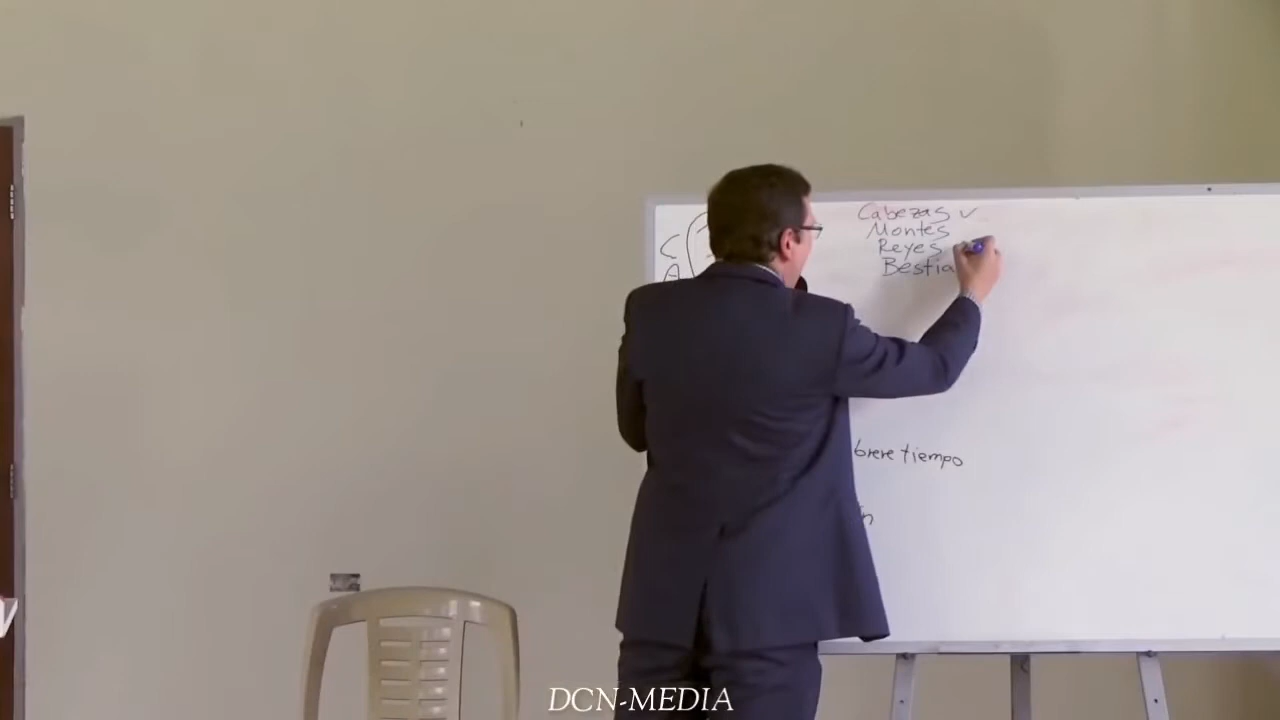 Cabezas ✓
Montes
Reyes
Bestia
breve tiempo
DCN-MEDIA